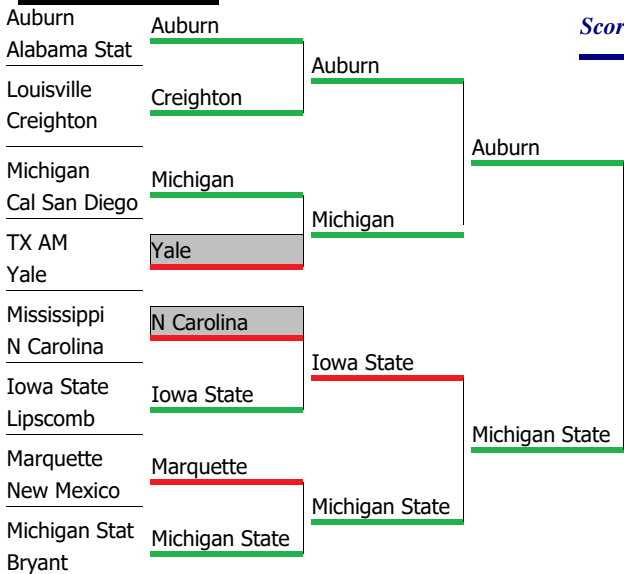 Auburn
Alabama Stat
Louisville
Creighton
Michigan
Cal San Diego
TX AM
Yale
Mississippi
N Carolina
Iowa State
Lipscomb
Marquette
New Mexico
Michigan Stat
Bryant
Auburn
Creighton
Michigan
Yale
N Carolina
Iowa State
Marquette
Michigan State
Auburn
Michigan
Iowa State
Michigan State
Auburn
Michigan State
Scor